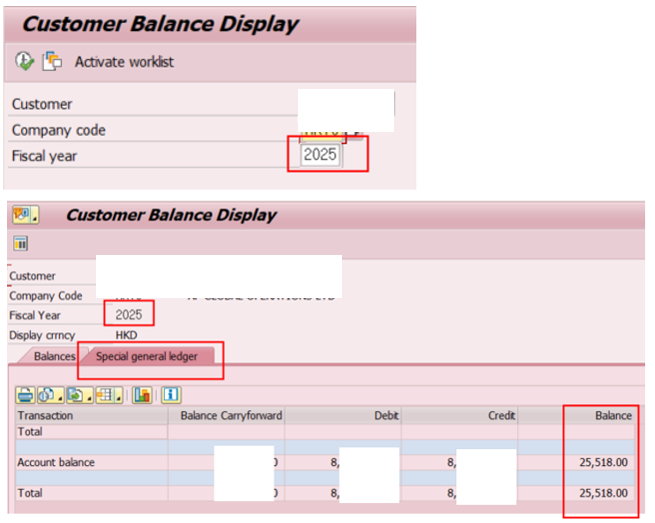 Customer Balance Display
Activate worklist
Customer
Company code
Fiscal year 2025
Customer Balance Display
Customer
Company Code
Fiscal Year 2025
Display crrncy HKD
Balances Special general ledger
Transaction Balance Carryforward Debit Credit Balance
Total
Account balance 8, 8, 25,518.00
Total 8, 8, 25,518.00